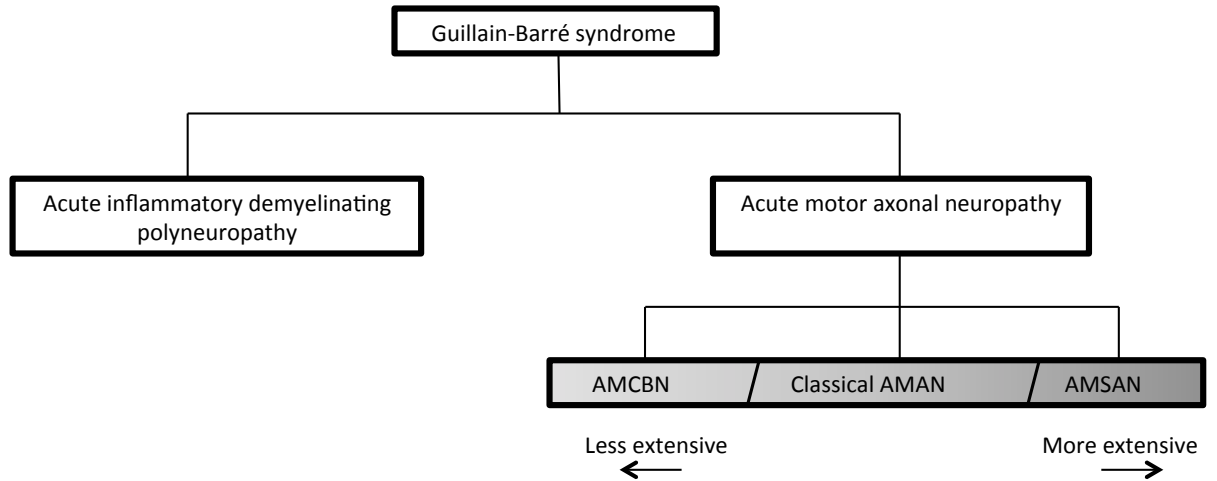 Guillain-Barré syndrome
Acute inflammatory demyelinating
polyneuropathy
Acute motor axonal neuropathy
AMCBN
Classical AMAN
AMSAN
Less extensive
More extensive